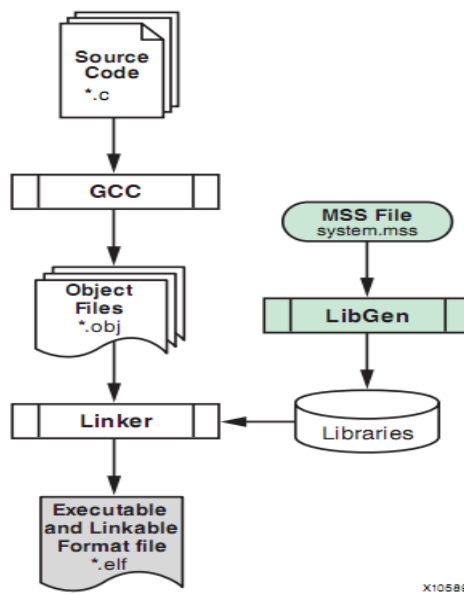 Source
Code
*.c
GCC
MSS File
system.mss
Object
Files
*.obj
LibGen
Linker
Libraries
Executable
and Linkable
Format file
*.elf
X10589